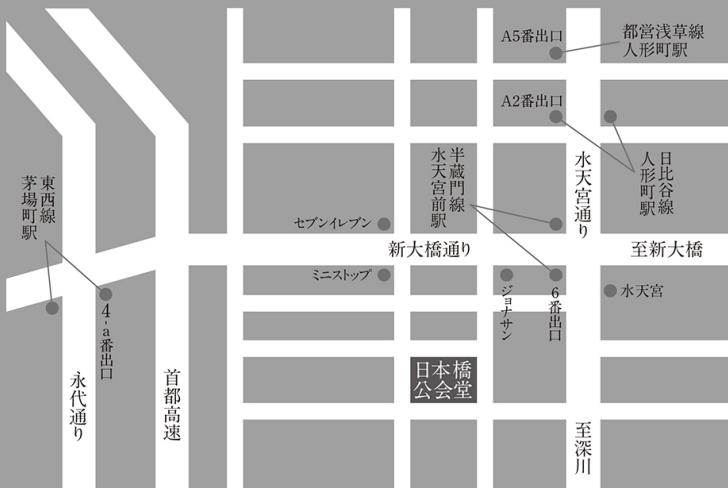 A5番出口
都営浅草線
人形町駅
A2番出口
日比谷線
人形町駅
水天宮通り
半蔵門線
水天宮前駅
東西線
茅場町駅
セブンイレブン
新大橋通り
至新大橋
ミニストップ
ジョナサン
6番出口
水天宮
4-a番出口
日本橋
公会堂
永代通り
首都高速
至深川